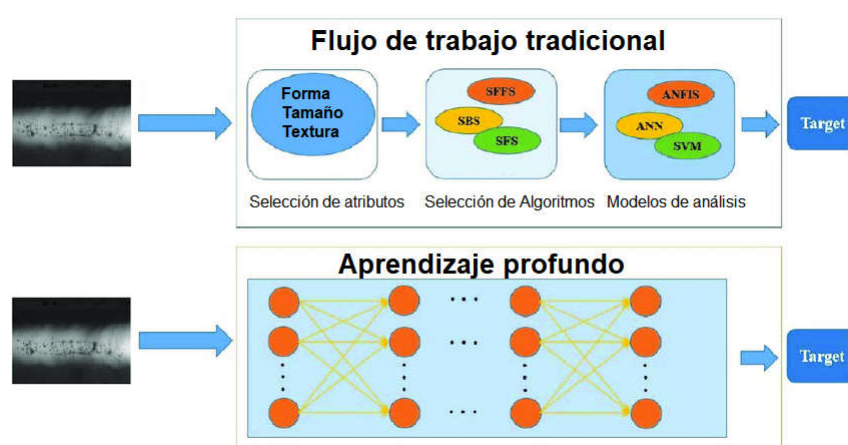 Flujo de trabajo tradicional
Forma
Tamaño
Textura
SFFS
SBS
SFS
ANFIS
ANN
SVM
Target
Selección de atributos
Selección de Algoritmos
Modelos de análisis
Aprendizaje profundo
Target